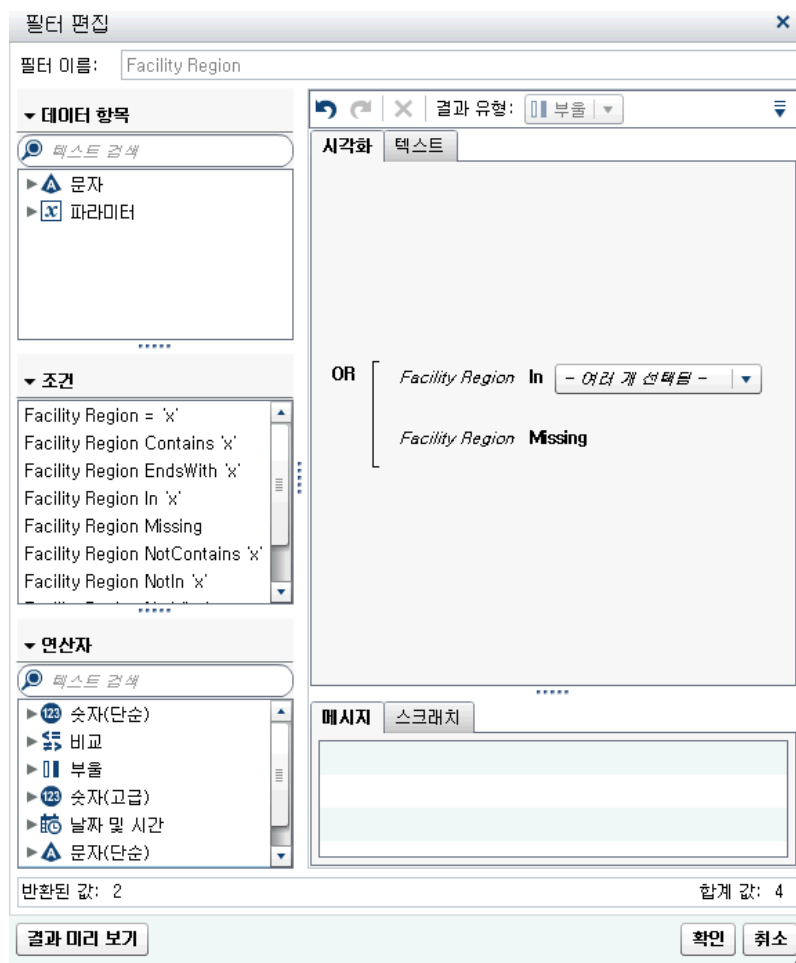 필터 편집
필터 이름: Facility Region
데이터 항목
텍스트 검색
문자
파라미터
조건
Facility Region = 'x'
Facility Region Contains 'x'
Facility Region EndsWith 'x'
Facility Region In 'x'
Facility Region Missing
Facility Region NotContains 'x'
Facility Region NotIn 'x'
연산자
텍스트 검색
숫자(단순)
비교
부울
숫자(고급)
날짜 및 시간
문자(단순)
결과 유형: 부울
시각화 텍스트
OR
Facility Region In - 여러 개 선택됨 -
Facility Region Missing
메시지 스크래치
반환된 값: 2
합계 값: 4
결과 미리 보기
확인 취소